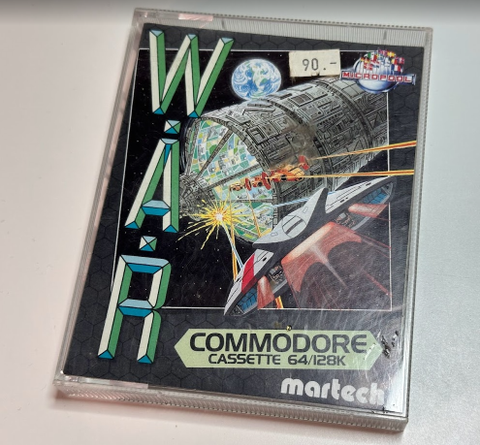 W.A.R
90.-
MICROPOOL
COMMODORE
CASSETTE 64/128K
martech